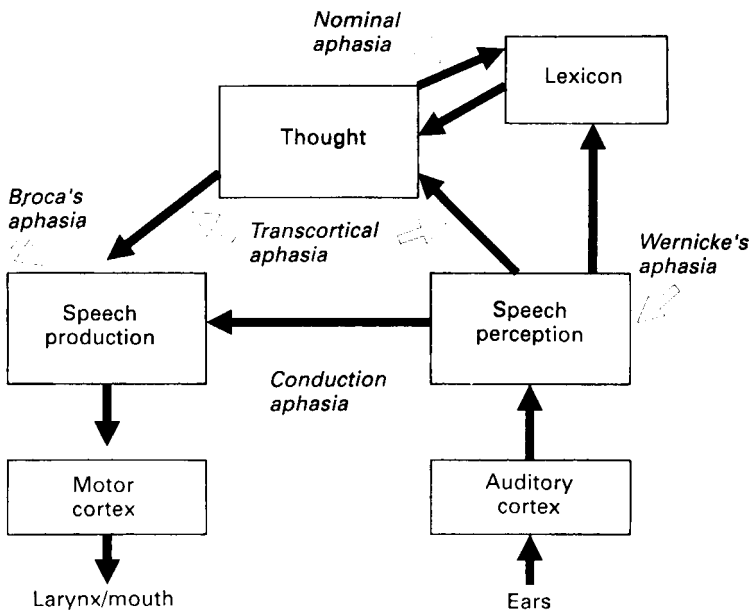 Nominal
aphasia
Lexicon
Thought
Broca's
aphasia
Transcortical
aphasia
Wernicke's
aphasia
Speech
production
Speech
perception
Conduction
aphasia
Motor
cortex
Auditory
cortex
Larynx/mouth
Ears